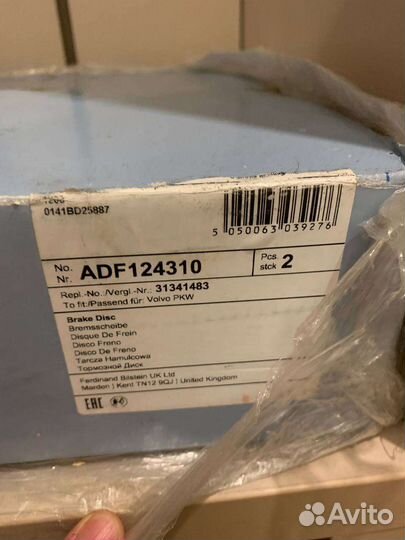 0141BD25887
5 050063 039276
No.
Nr. ADF124310
Pcs.
stck 2
Repl.-No./Vergl.-Nr.: 31341483
To fit:/Passend für: Volvo PKW
Brake Disc
Bremsscheibe
Disque De Frein
Disco Freno
Disco De Freno
Tarcza Hamulcowa
Тормозной Диск
Ferdinand Bilstein UK Ltd
Marden | Kent TN12 9QJ | United Kingdom
EAC
Avito